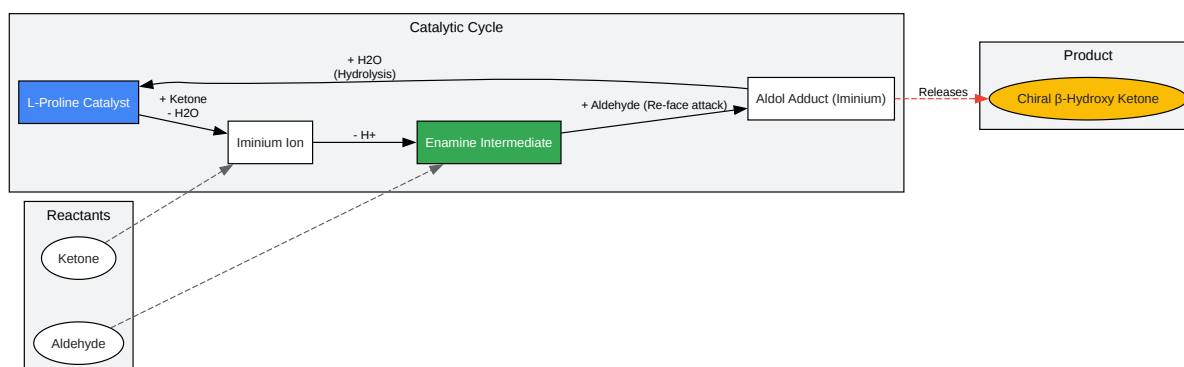 Catalytic Cycle
+ H2O
(Hydrolysis)
L-Proline Catalyst
+ Ketone
- H2O
Iminium Ion
- H+
Enamine Intermediate
+ Aldehyde (Re-face attack)
Aldol Adduct (Iminium)
Releases
Product
Chiral β-Hydroxy Ketone
Reactants
Ketone
Aldehyde